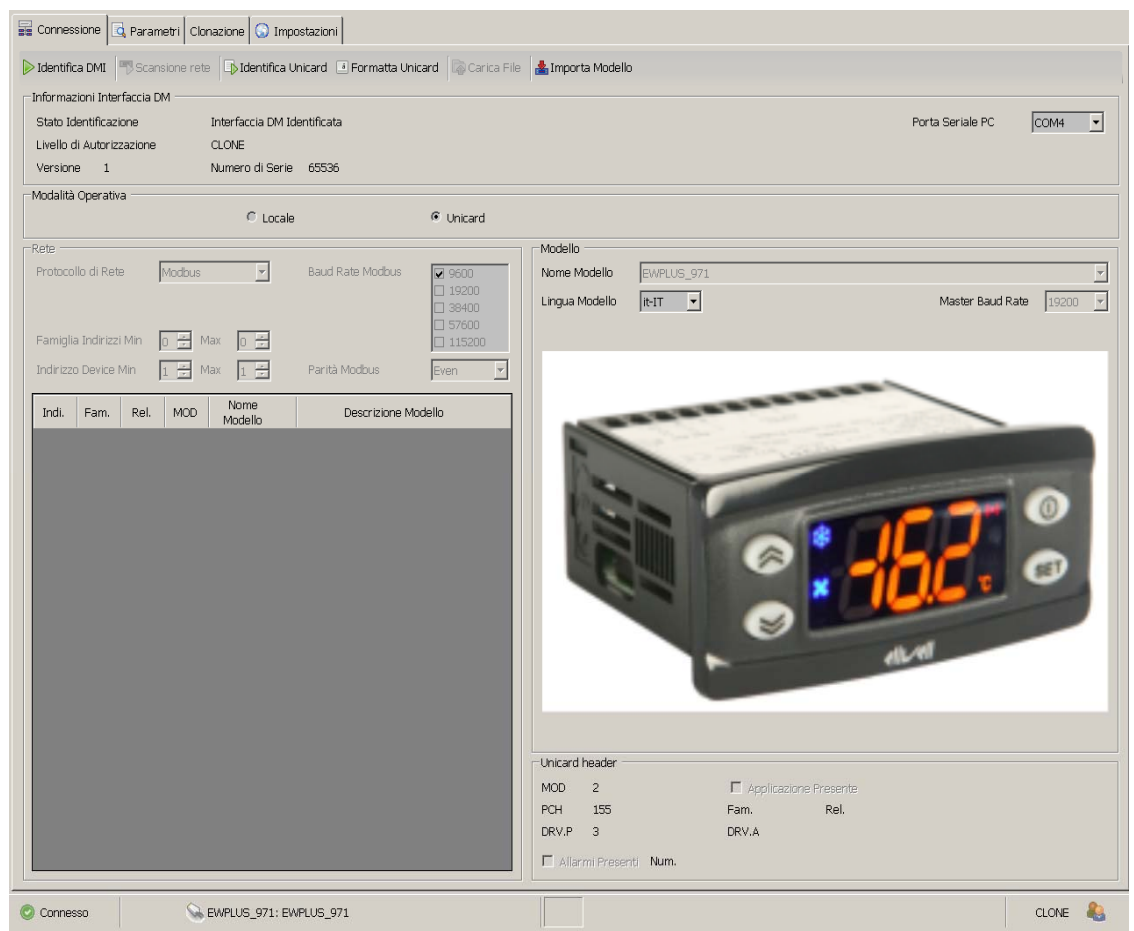 Connessione Parametri Clonazione Impostazioni
Identifica DMI Scansione rete Identifica Unicard Formatta Unicard Carica File Importa Modello
Informazioni Interfaccia DM
Stato Identificazione Interfaccia DM Identificata Porta Seriale PC COM4
Livello di Autorizzazione CLONE
Versione 1 Numero di Serie 65536
Modalità Operativa
Locale Unicard
Rete
Protocollo di Rete Modbus Baud Rate Modbus 9600
19200
38400
57600
115200
Famiglia Indirizzi Min 0 Max 0
Indirizzo Device Min 1 Max 1 Parità Modbus Even
Indi. Fam. Rel. MOD Nome Modello Descrizione Modello
Modello
Nome Modello EWPLUS_971
Lingua Modello it-IT Master Baud Rate 19200
-16.2 °C
SET
eliwell
Unicard header
MOD 2 Applicazione Presente
PCH 155 Fam. Rel.
DRV.P 3 DRV.A
Allarmi Presenti Num.
Connesso EWPLUS_971: EWPLUS_971 CLONE